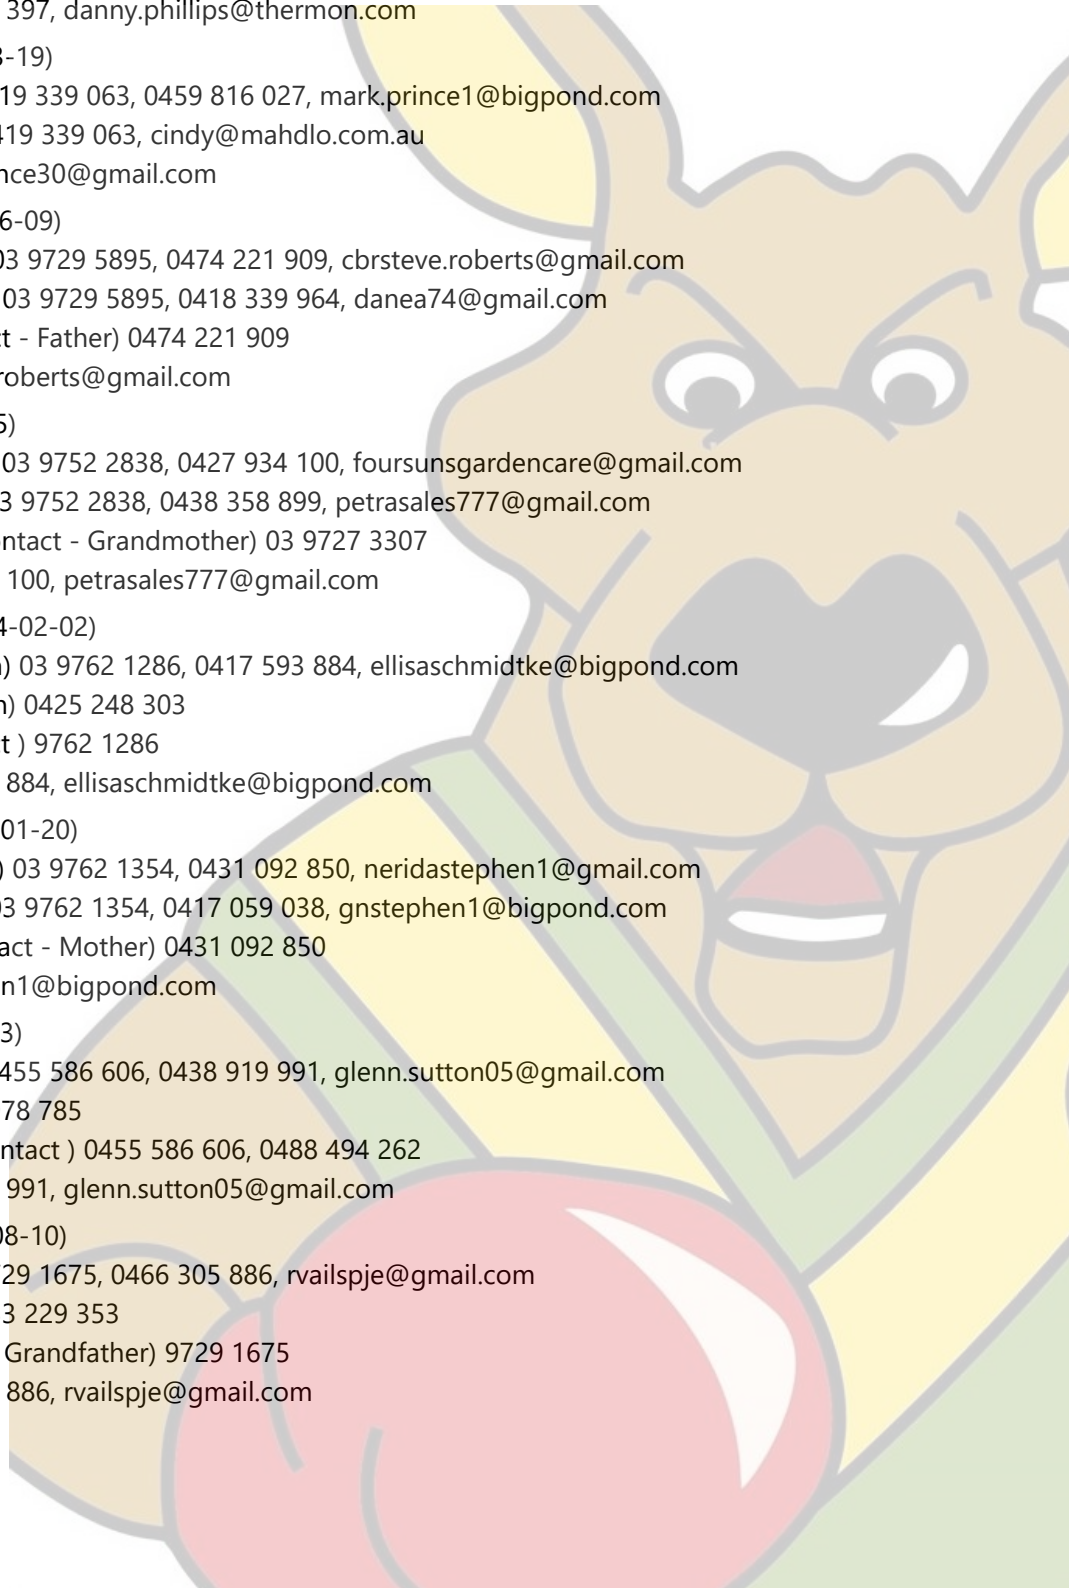 397, danny.phillips@thermon.com
-19)
19 339 063, 0459 816 027, mark.prince1@bigpond.com
419 339 063, cindy@mahdlo.com.au
nce30@gmail.com
6-09)
03 9729 5895, 0474 221 909, cbrsteve.roberts@gmail.com
03 9729 5895, 0418 339 964, danea74@gmail.com
t - Father) 0474 221 909
roberts@gmail.com
5)
03 9752 2838, 0427 934 100, foursunsgardencare@gmail.com
3 9752 2838, 0438 358 899, petrasales777@gmail.com
ntact - Grandmother) 03 9727 3307
100, petrasales777@gmail.com
4-02-02)
) 03 9762 1286, 0417 593 884, ellisaschmidtke@bigpond.com
) 0425 248 303
t ) 9762 1286
884, ellisaschmidtke@bigpond.com
01-20)
) 03 9762 1354, 0431 092 850, neridastephen1@gmail.com
03 9762 1354, 0417 059 038, gnstephen1@bigpond.com
act - Mother) 0431 092 850
n1@bigpond.com
3)
455 586 606, 0438 919 991, glenn.sutton05@gmail.com
78 785
ntact ) 0455 586 606, 0488 494 262
991, glenn.sutton05@gmail.com
08-10)
29 1675, 0466 305 886, rvailspje@gmail.com
3 229 353
Grandfather) 9729 1675
886, rvailspje@gmail.com